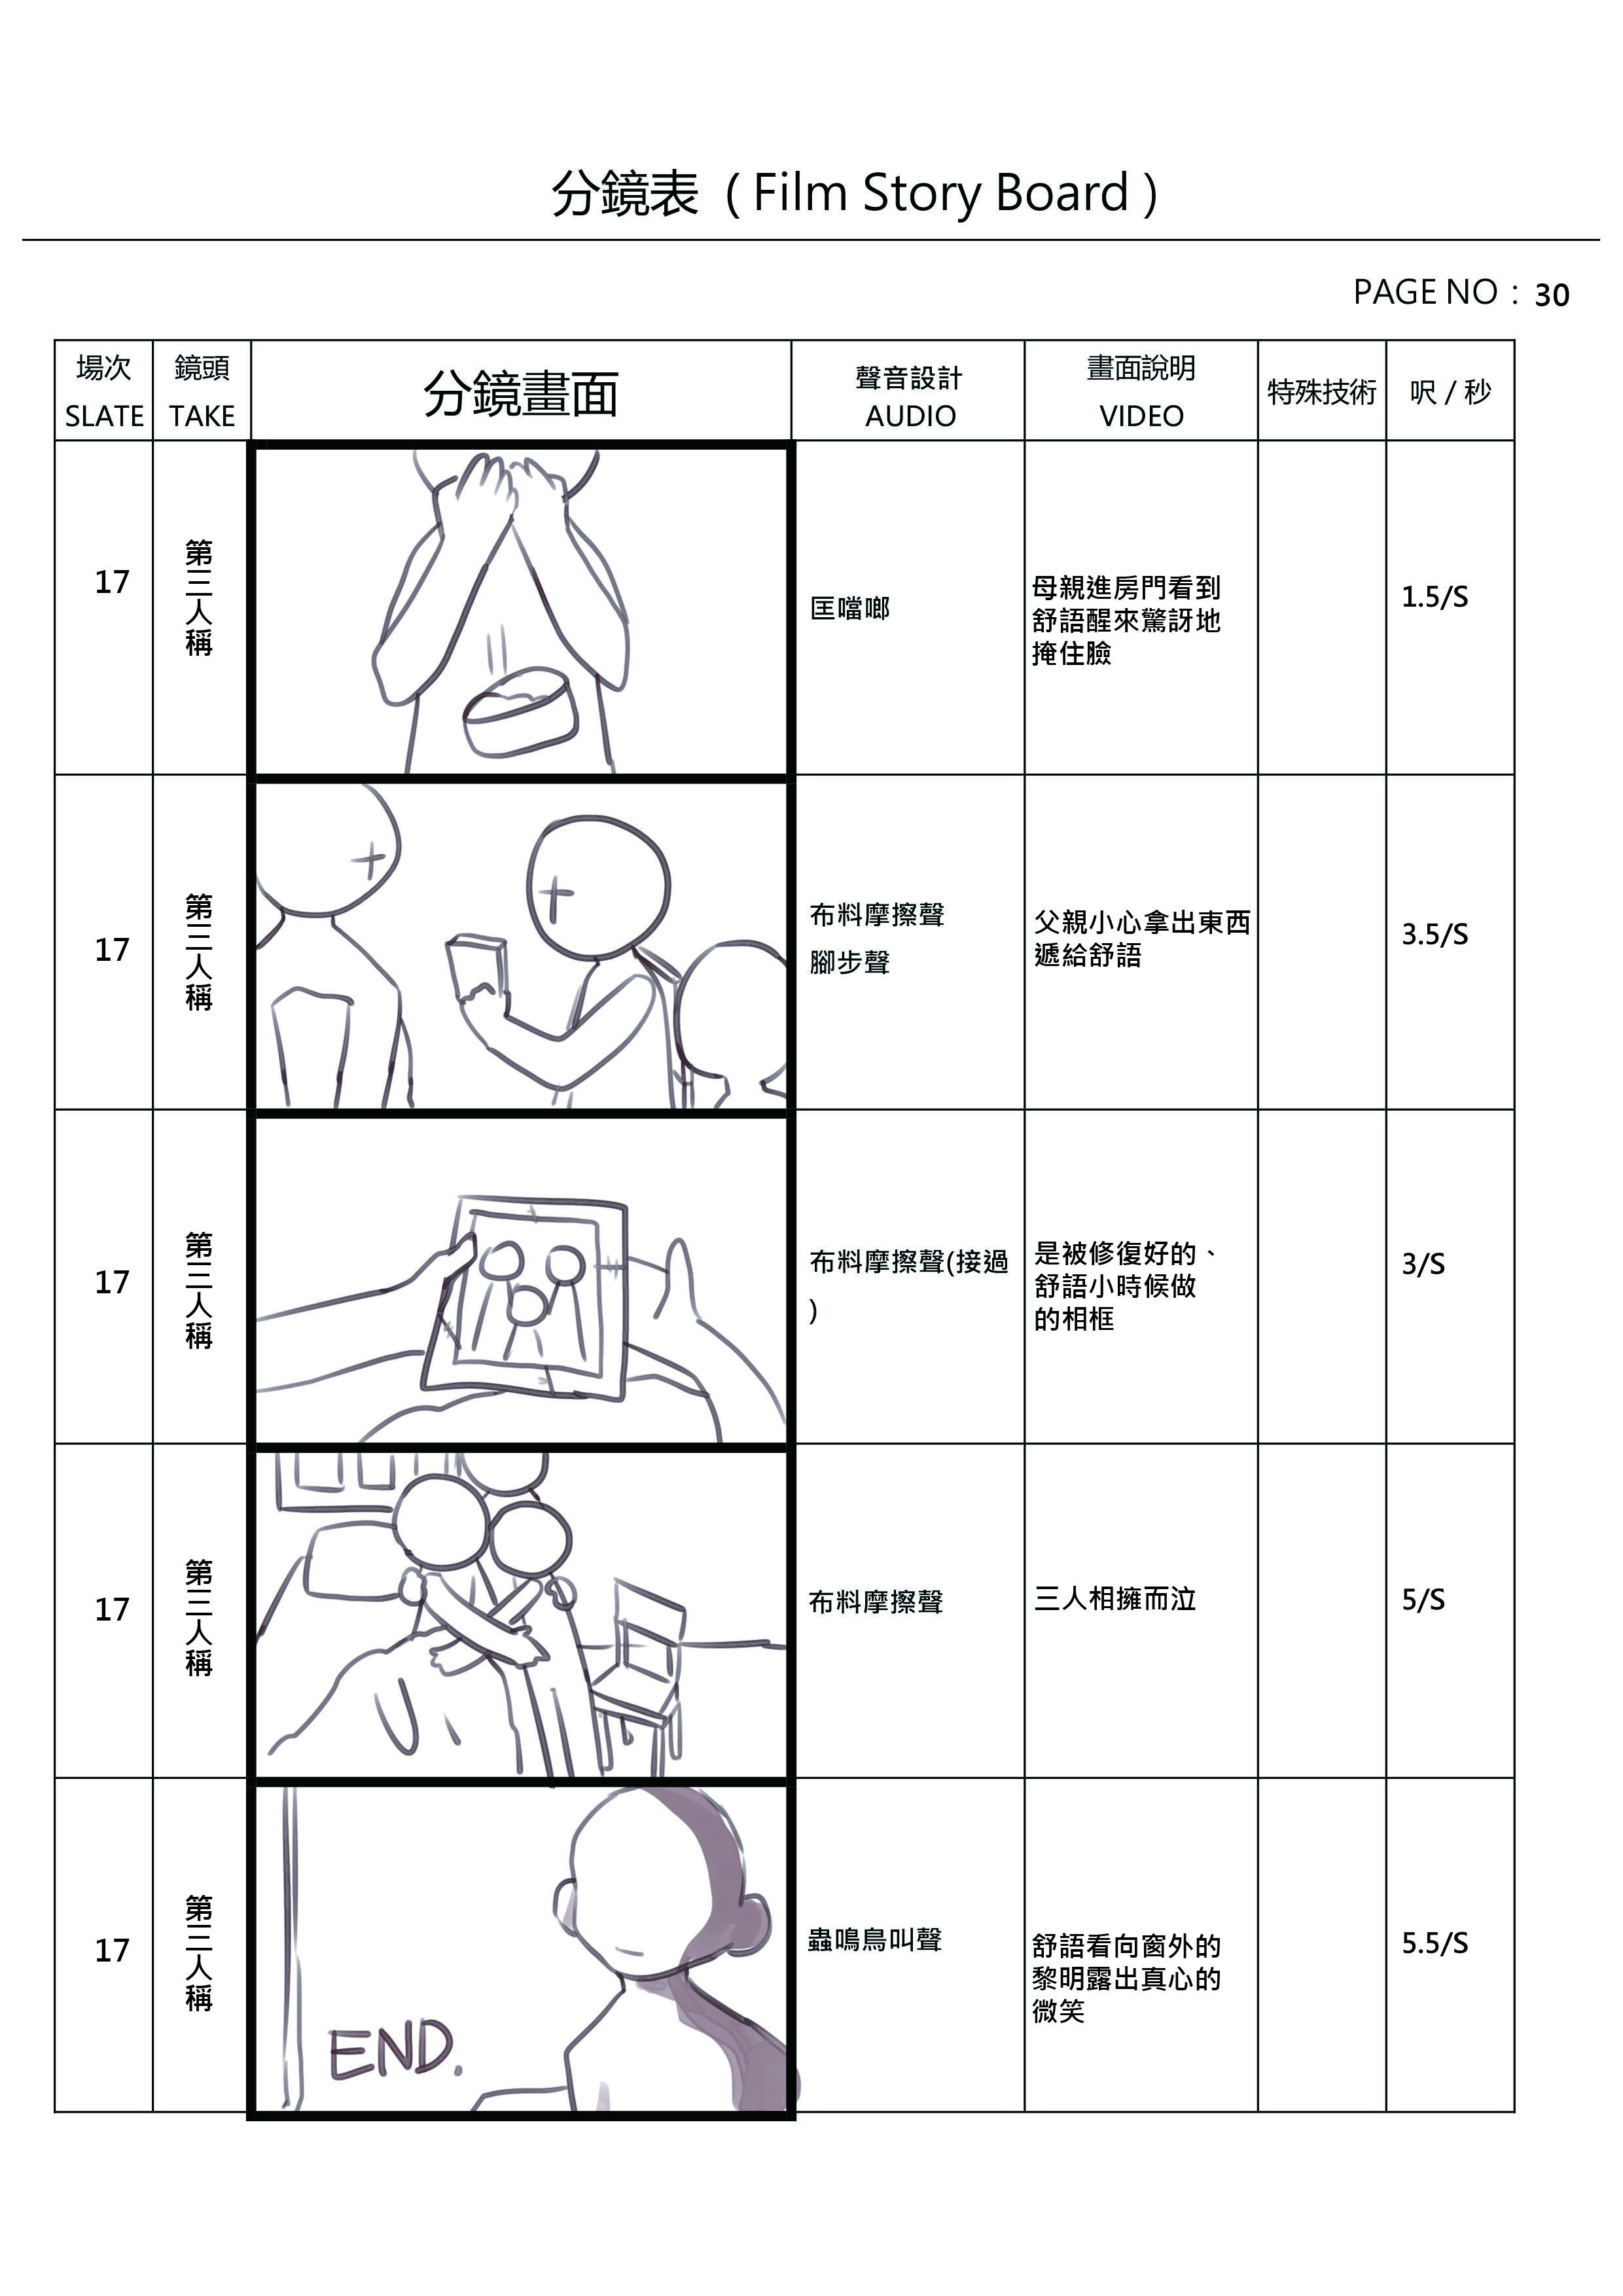 分鏡表（Film Story Board）
PAGE NO：30
場次
SLATE
鏡頭
TAKE
分鏡畫面
聲音設計
AUDIO
畫面說明
VIDEO
特殊技術
呎 / 秒
17
第三人稱
匡噹啷
母親進房門看到
舒語醒來驚訝地
掩住臉
1.5/S
17
第三人稱
布料摩擦聲
腳步聲
父親小心拿出東西
遞給舒語
3.5/S
17
第三人稱
布料摩擦聲(接過
)
是被修復好的、
舒語小時候做
的相框
3/S
17
第三人稱
布料摩擦聲
三人相擁而泣
5/S
17
第三人稱
END.
蟲鳴鳥叫聲
舒語看向窗外的
黎明露出真心的
微笑
5.5/S